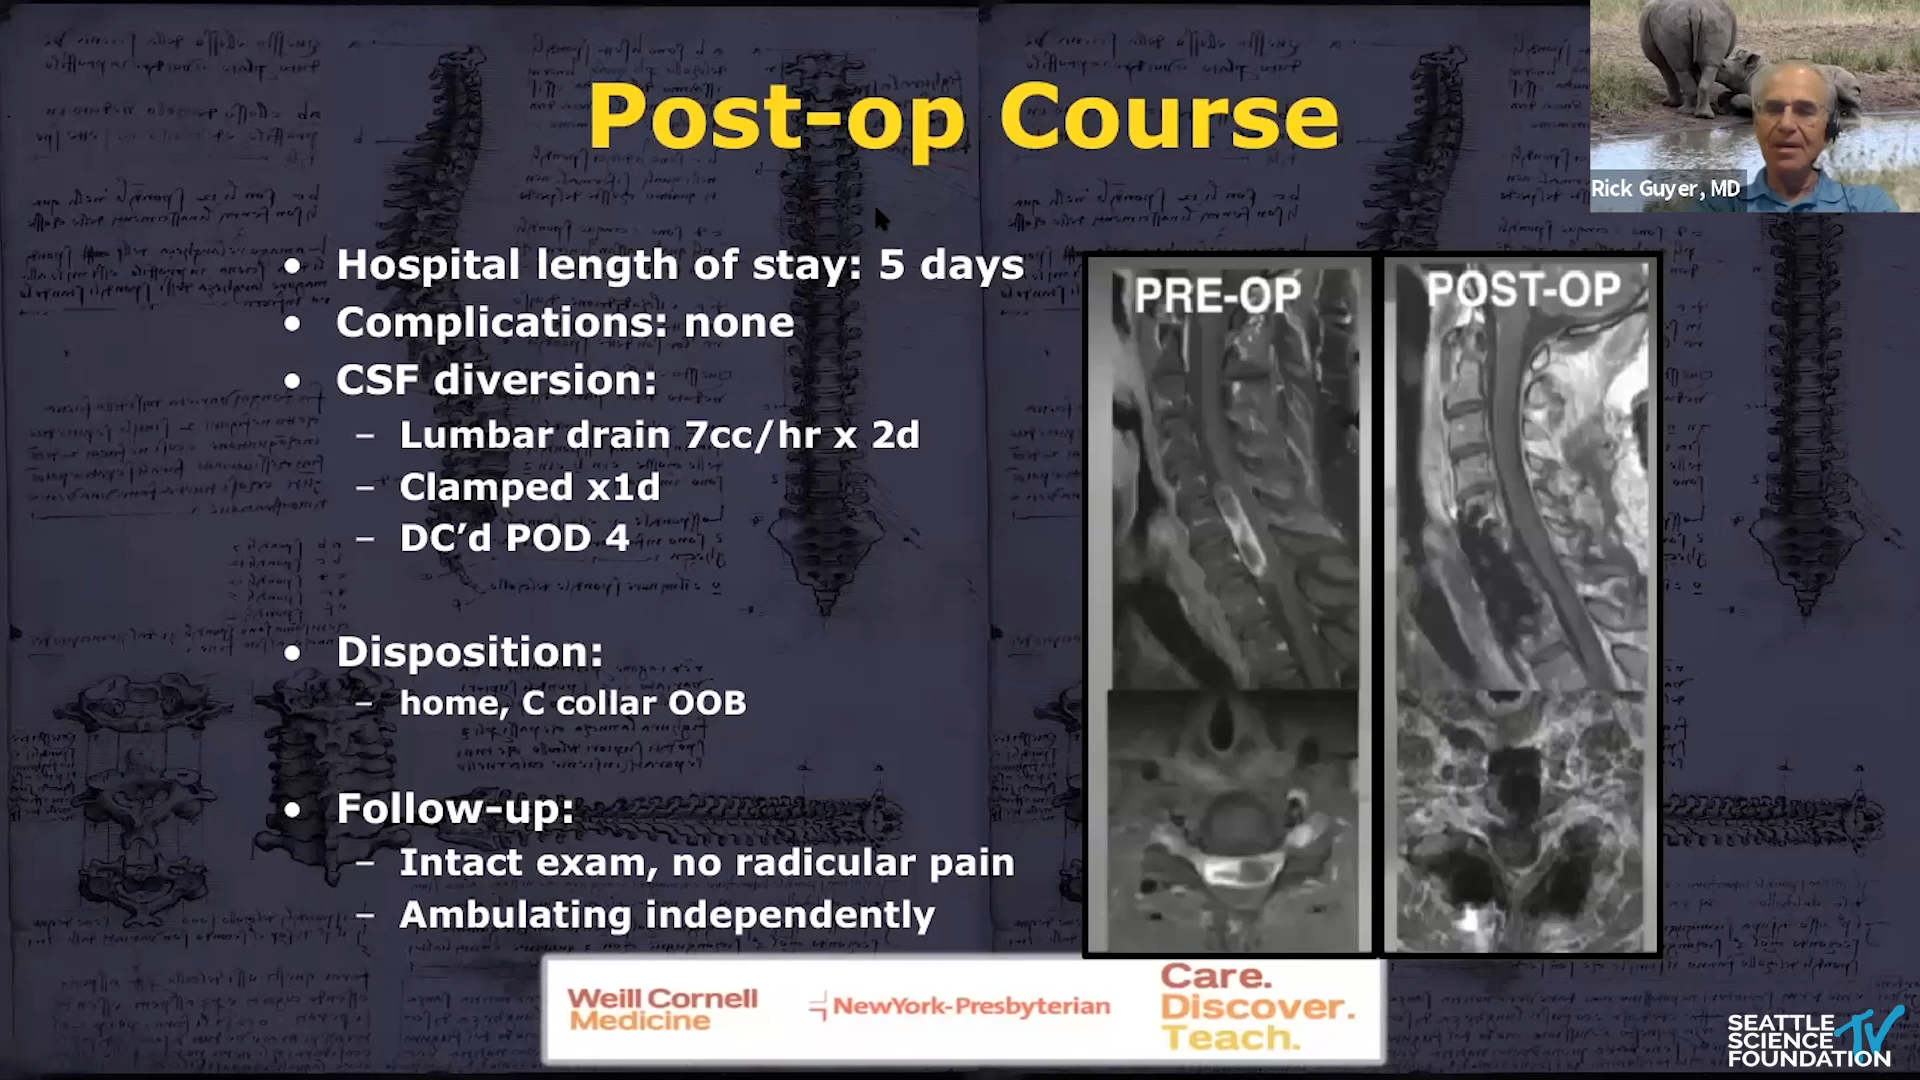 Post-op Course
Rick Guyer, MD
• Hospital length of stay: 5 days
• Complications: none
• CSF diversion:
– Lumbar drain 7cc/hr x 2d
– Clamped x1d
– DC’d POD 4
• Disposition:
– home, C collar OOB
• Follow-up:
– Intact exam, no radicular pain
– Ambulating independently
PRE-OP
POST-OP
Weill Cornell
Medicine
NewYork-Presbyterian
Care.
Discover.
Teach.
SEATTLE
SCIENCE TV
FOUNDATION